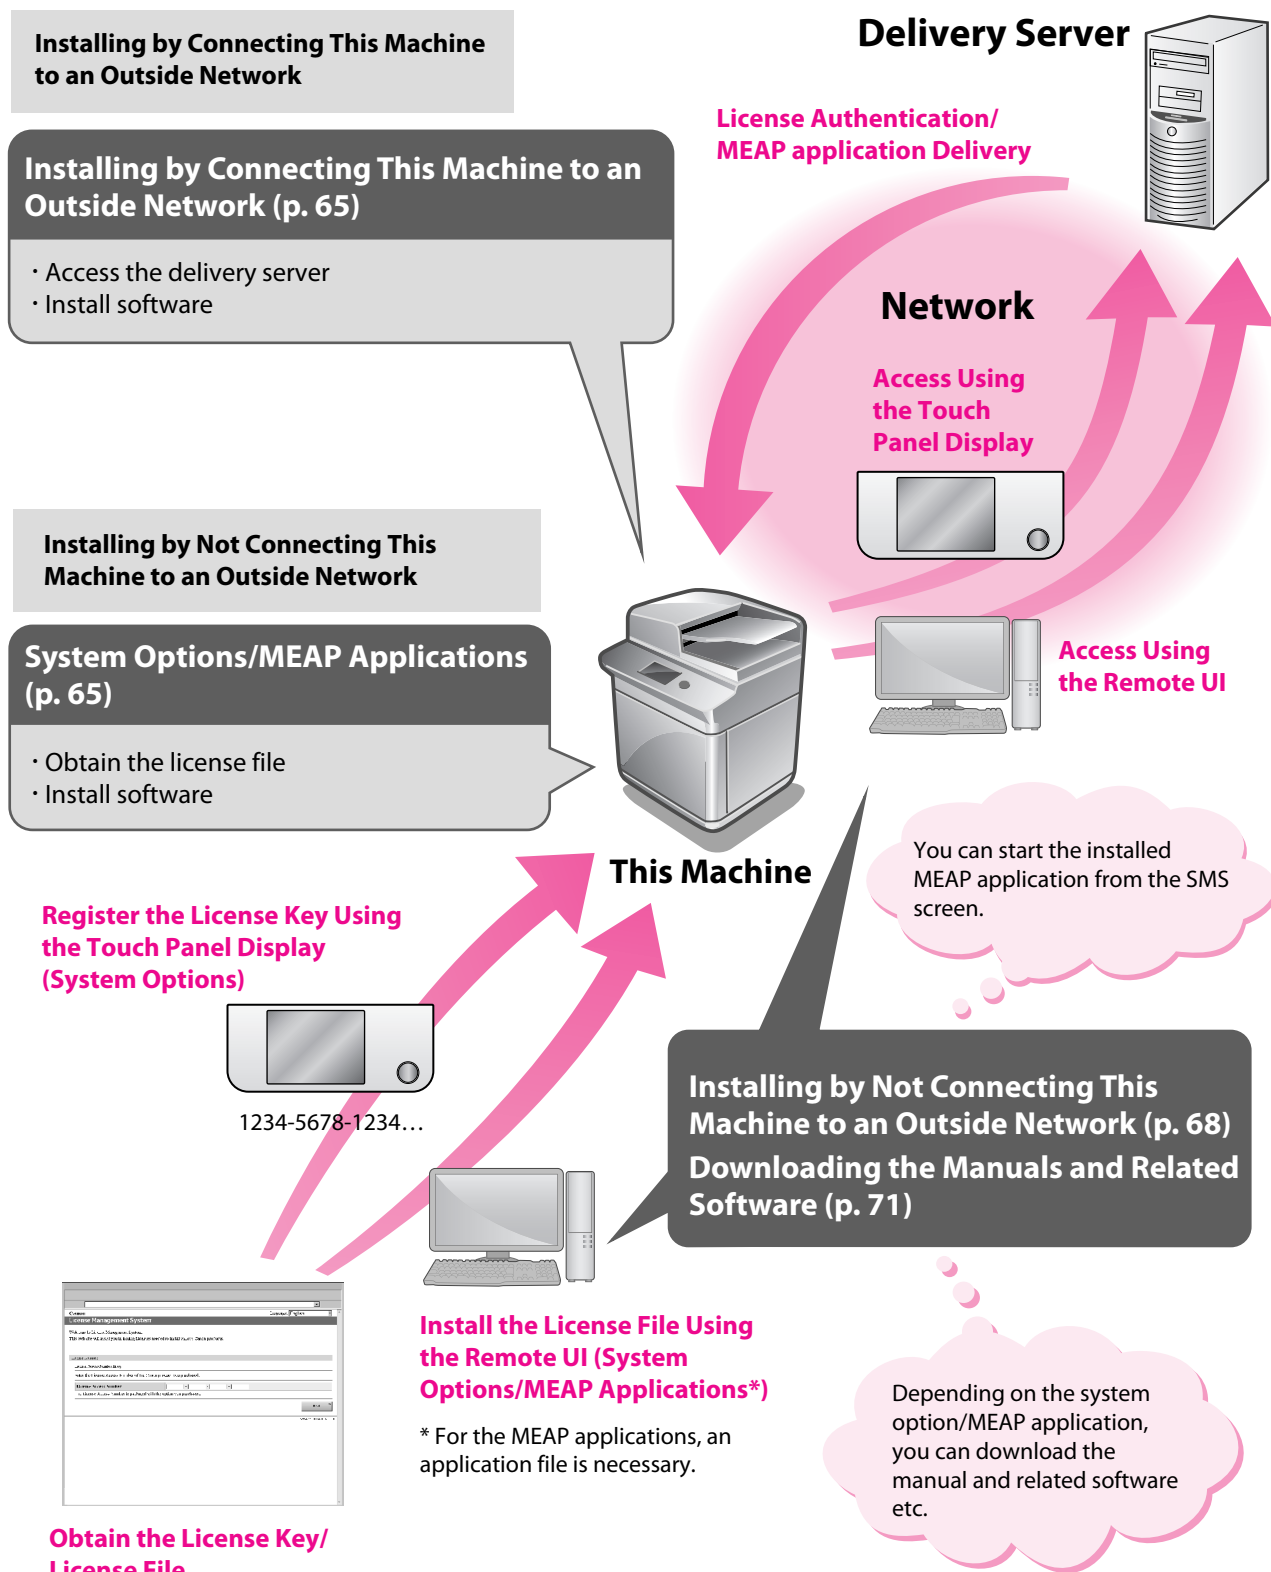 Installing by Connecting This Machine
to an Outside Network
Delivery Server
License Authentication/
MEAP application Delivery
Installing by Connecting This Machine to an
Outside Network (p. 65)
· Access the delivery server
· Install software
Network
Access Using
the Touch
Panel Display
Installing by Not Connecting This
Machine to an Outside Network
System Options/MEAP Applications
(p. 65)
· Obtain the license file
· Install software
Access Using
the Remote UI
This Machine
You can start the installed
MEAP application from the SMS
screen.
Register the License Key Using
the Touch Panel Display
(System Options)
1234-5678-1234…
Installing by Not Connecting This
Machine to an Outside Network (p. 68)
Downloading the Manuals and Related
Software (p. 71)
License Management System
Install the License File Using
the Remote UI (System
Options/MEAP Applications*)
* For the MEAP applications, an
application file is necessary.
Depending on the system
option/MEAP application,
you can download the
manual and related software
etc.
Obtain the License Key/
License File